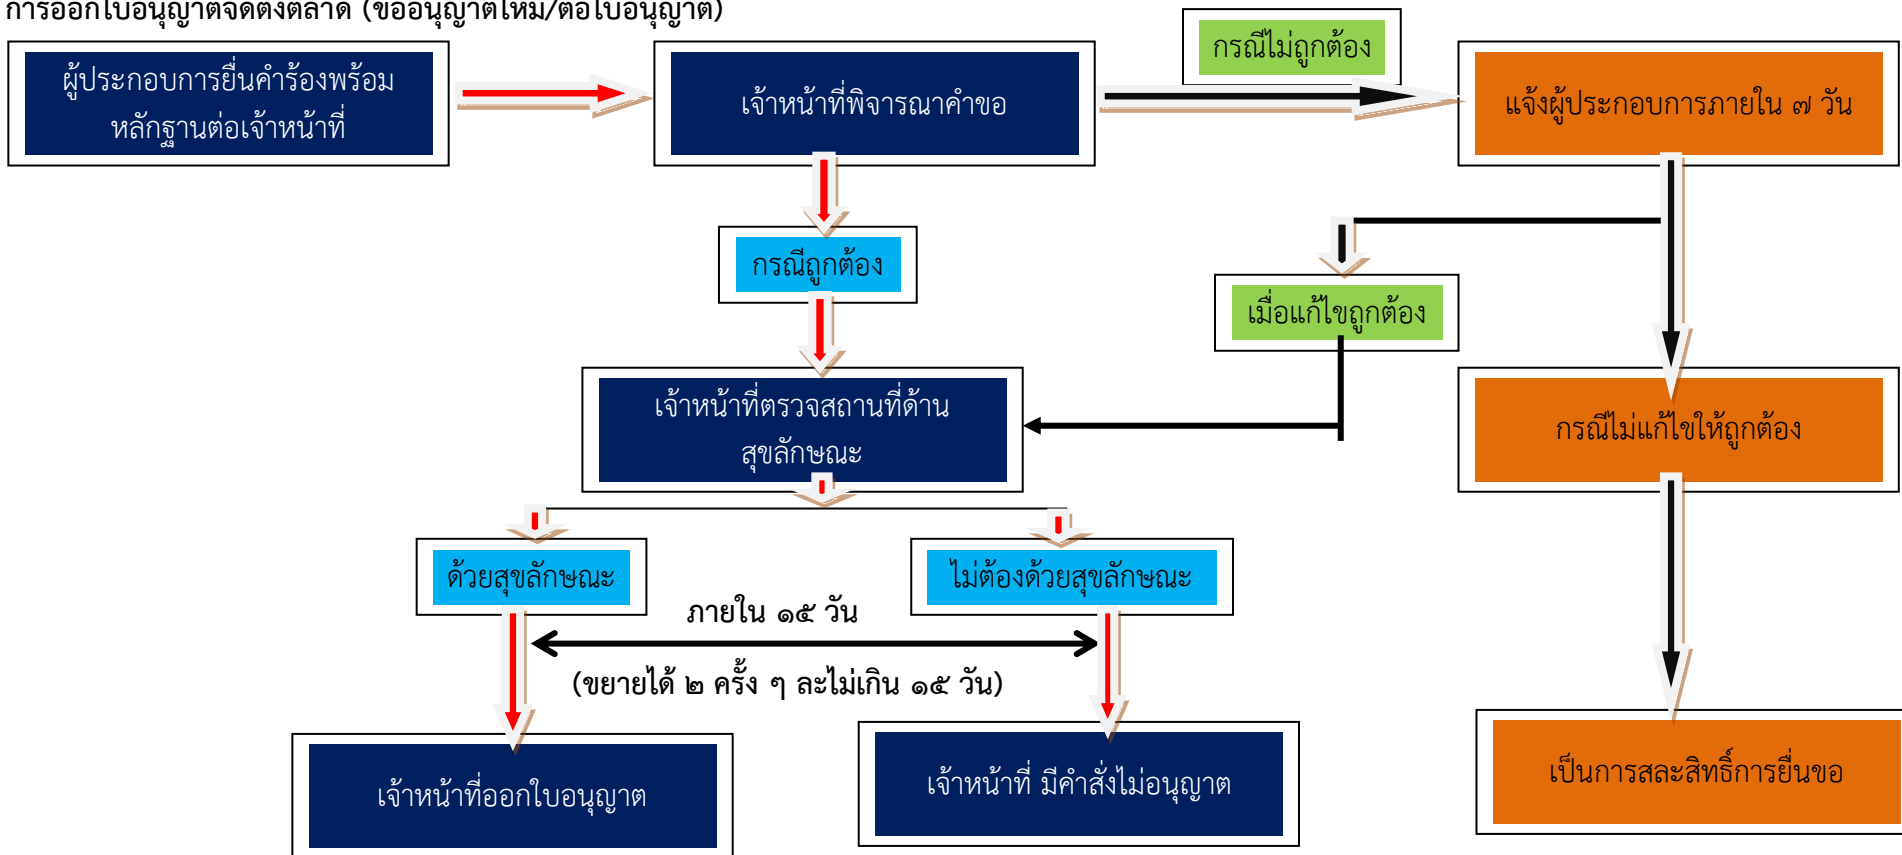 การออกใบอนุญาตจัดตั้งตลาด (ขออนุญาตใหม่/ต่อใบอนุญาต)
กรณีไม่ถูกต้อง
ผู้ประกอบการยื่นคำร้องพร้อม
หลักฐานต่อเจ้าหน้าที่
เจ้าหน้าที่พิจารณาคำขอ
แจ้งผู้ประกอบการภายใน ๗ วัน
กรณีถูกต้อง
เมื่อแก้ไขถูกต้อง
เจ้าหน้าที่ตรวจสถานที่ด้าน
สุขลักษณะ
กรณีไม่แก้ไขให้ถูกต้อง
ด้วยสุขลักษณะ
ไม่ต้องด้วยสุขลักษณะ
ภายใน ๑๕ วัน
(ขยายได้ ๒ ครั้ง ๆ ละไม่เกิน ๑๕ วัน)
เจ้าหน้าที่ออกใบอนุญาต
เจ้าหน้าที่ มีคำสั่งไม่อนุญาต
เป็นการสละสิทธิ์การยื่นขอ